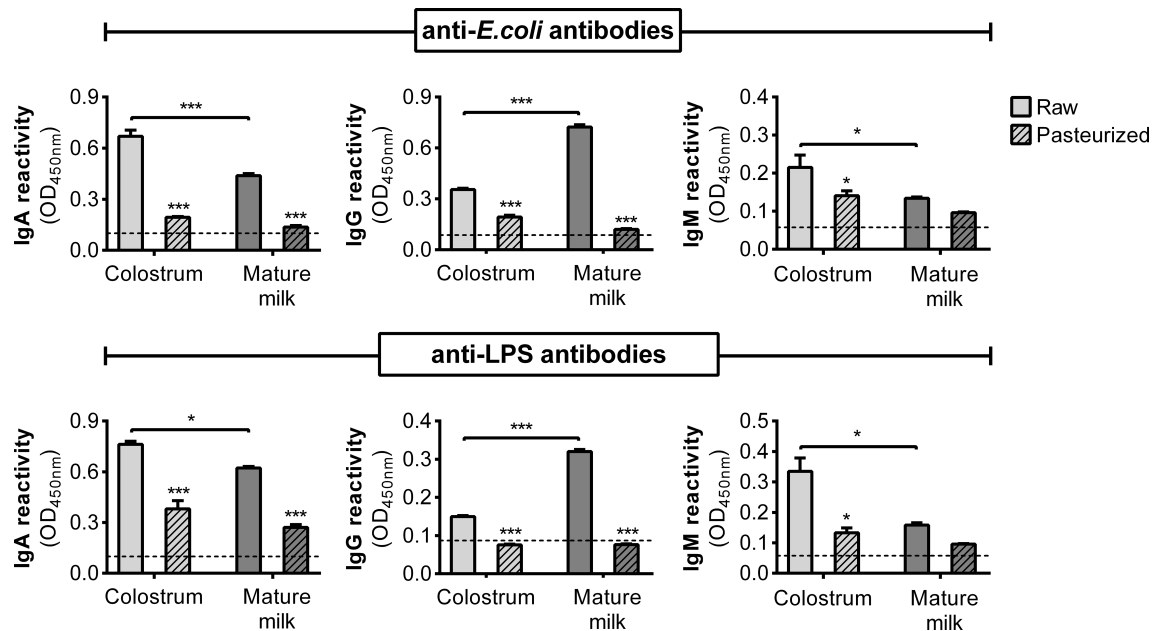 anti-E.coli antibodies
IgA reactivity
(OD450nm)
0.9
0.6
0.3
0.0
***
***
***
Colostrum
Mature
milk
IgG reactivity
(OD450nm)
0.9
0.6
0.3
0.0
***
***
***
Colostrum
Mature
milk
IgM reactivity
(OD450nm)
0.4
0.3
0.2
0.1
0.0
*
*
Colostrum
Mature
milk
Raw
Pasteurized
anti-LPS antibodies
IgA reactivity
(OD450nm)
0.9
0.6
0.3
0.0
*
***
***
Colostrum
Mature
milk
IgG reactivity
(OD450nm)
0.4
0.3
0.2
0.1
0.0
***
***
***
Colostrum
Mature
milk
IgM reactivity
(OD450nm)
0.5
0.4
0.3
0.2
0.1
0.0
*
*
Colostrum
Mature
milk